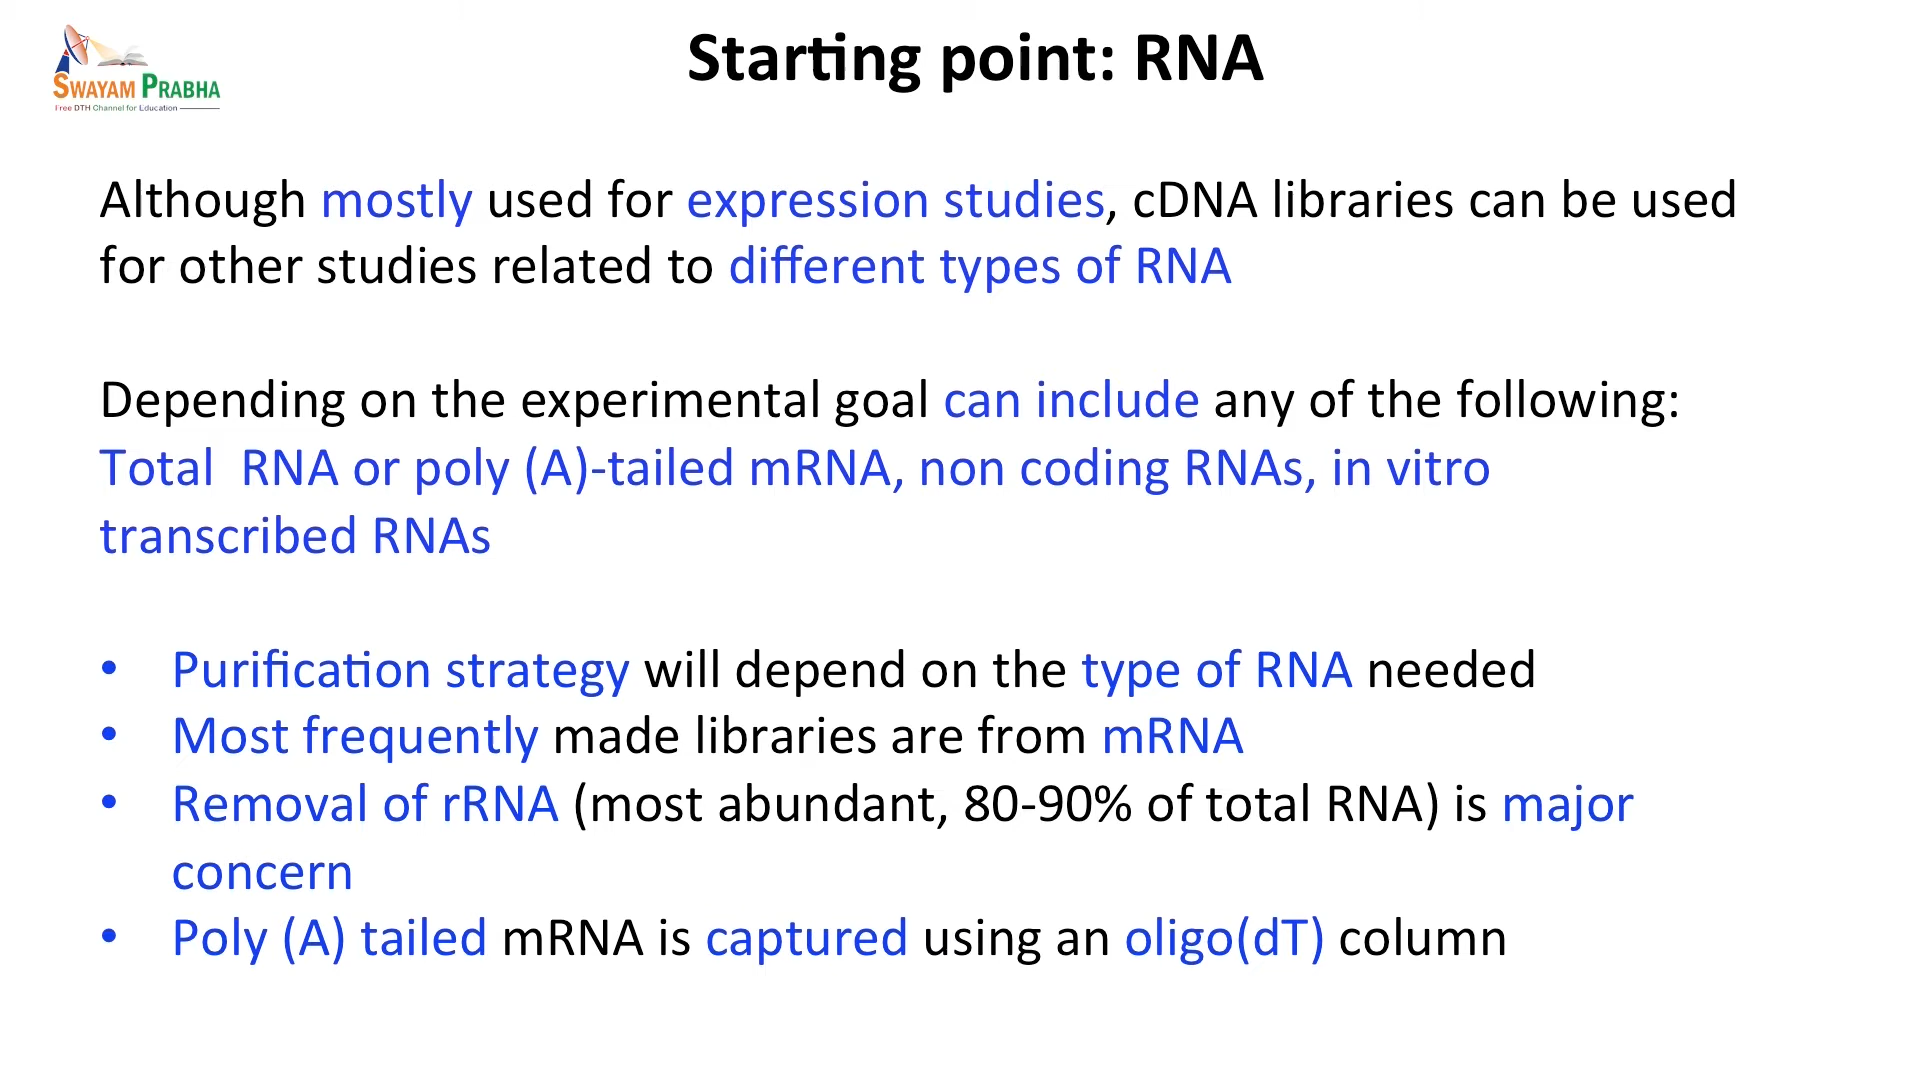 SWAYAM PRABHA
Free DTH Channel for Education
Starting point: RNA
Although mostly used for expression studies, cDNA libraries can be used
for other studies related to different types of RNA
Depending on the experimental goal can include any of the following:
Total RNA or poly (A)-tailed mRNA, non coding RNAs, in vitro
transcribed RNAs
• Purification strategy will depend on the type of RNA needed
• Most frequently made libraries are from mRNA
• Removal of rRNA (most abundant, 80-90% of total RNA) is major
concern
• Poly (A) tailed mRNA is captured using an oligo(dT) column